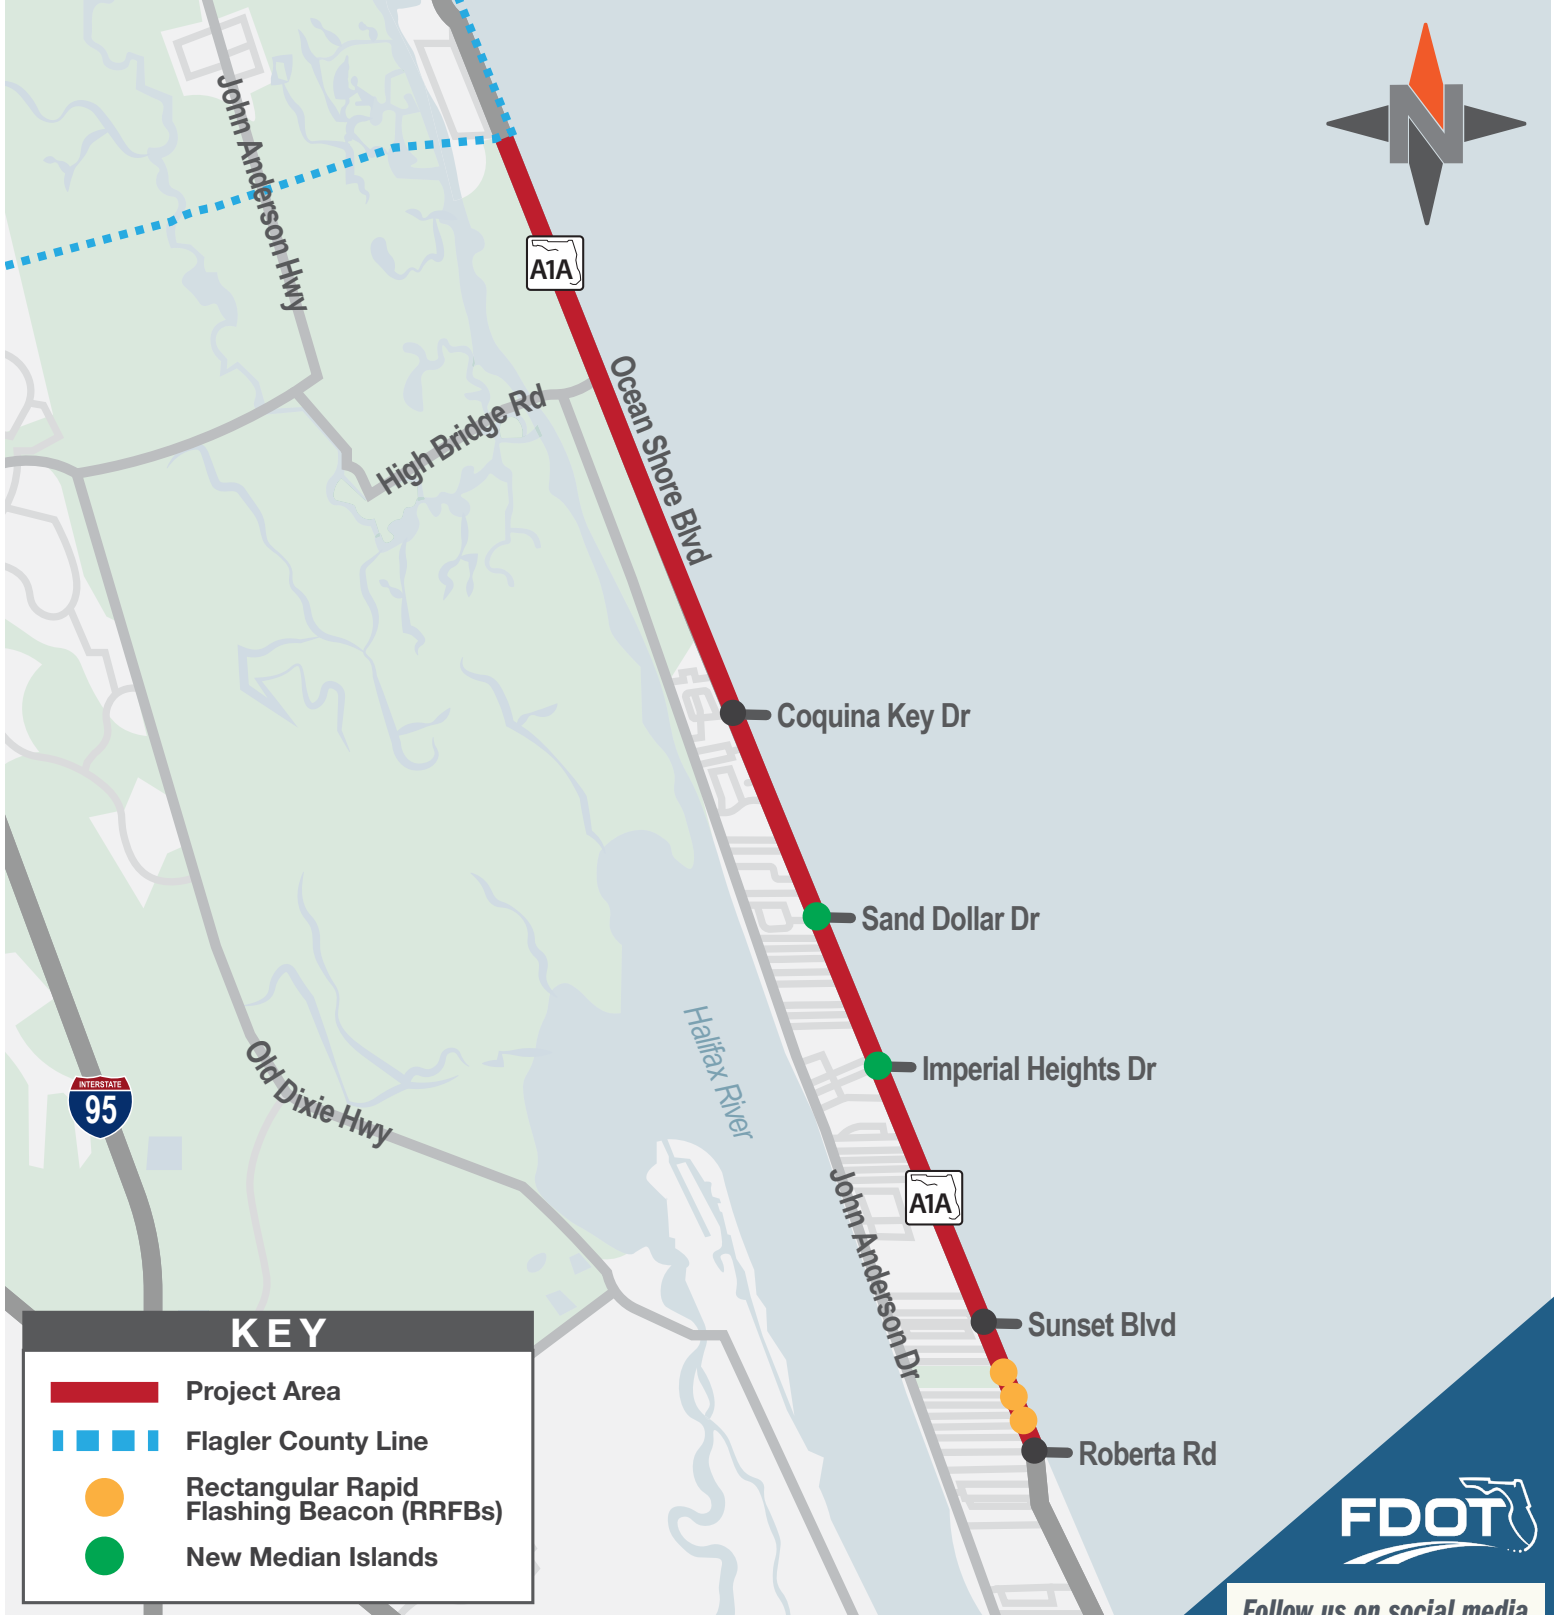 N
John Anderson Hwy
A1A
Ocean Shore Blvd
High Bridge Rd
Coquina Key Dr
Sand Dollar Dr
Halifax River
Imperial Heights Dr
Old Dixie Hwy
INTERSTATE
95
John Anderson Dr
A1A
Sunset Blvd
Roberta Rd
KEY
Project Area
Flagler County Line
Rectangular Rapid
Flashing Beacon (RRFBs)
New Median Islands
FDOT
Follow us on social media